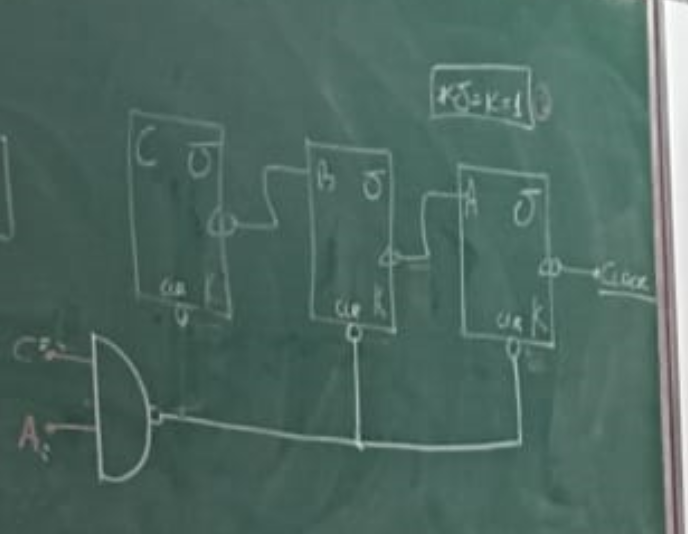 *J=K=1
C J
B J
A J
CLR K
CLR K
CLR K
Clock
C
A